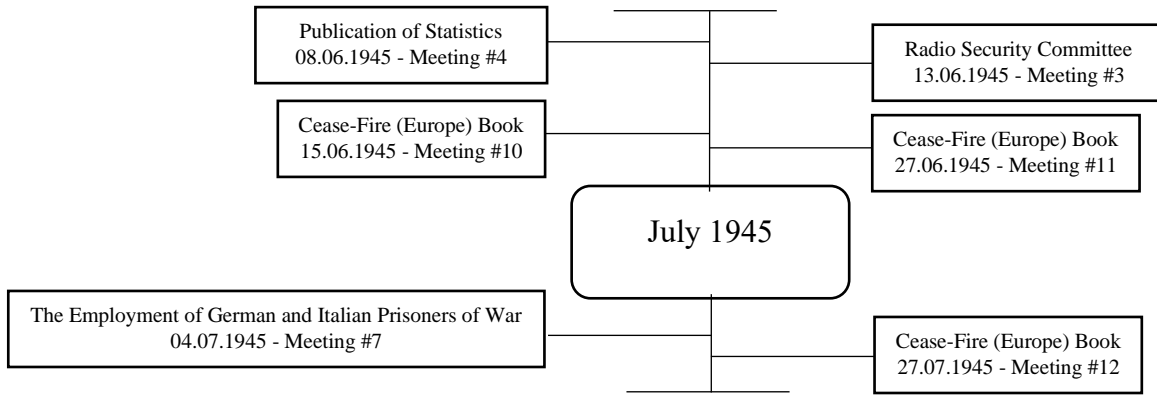 Publication of Statistics
08.06.1945 - Meeting #4
Radio Security Committee
13.06.1945 - Meeting #3
Cease-Fire (Europe) Book
15.06.1945 - Meeting #10
Cease-Fire (Europe) Book
27.06.1945 - Meeting #11
July 1945
The Employment of German and Italian Prisoners of War
04.07.1945 - Meeting #7
Cease-Fire (Europe) Book
27.07.1945 - Meeting #12